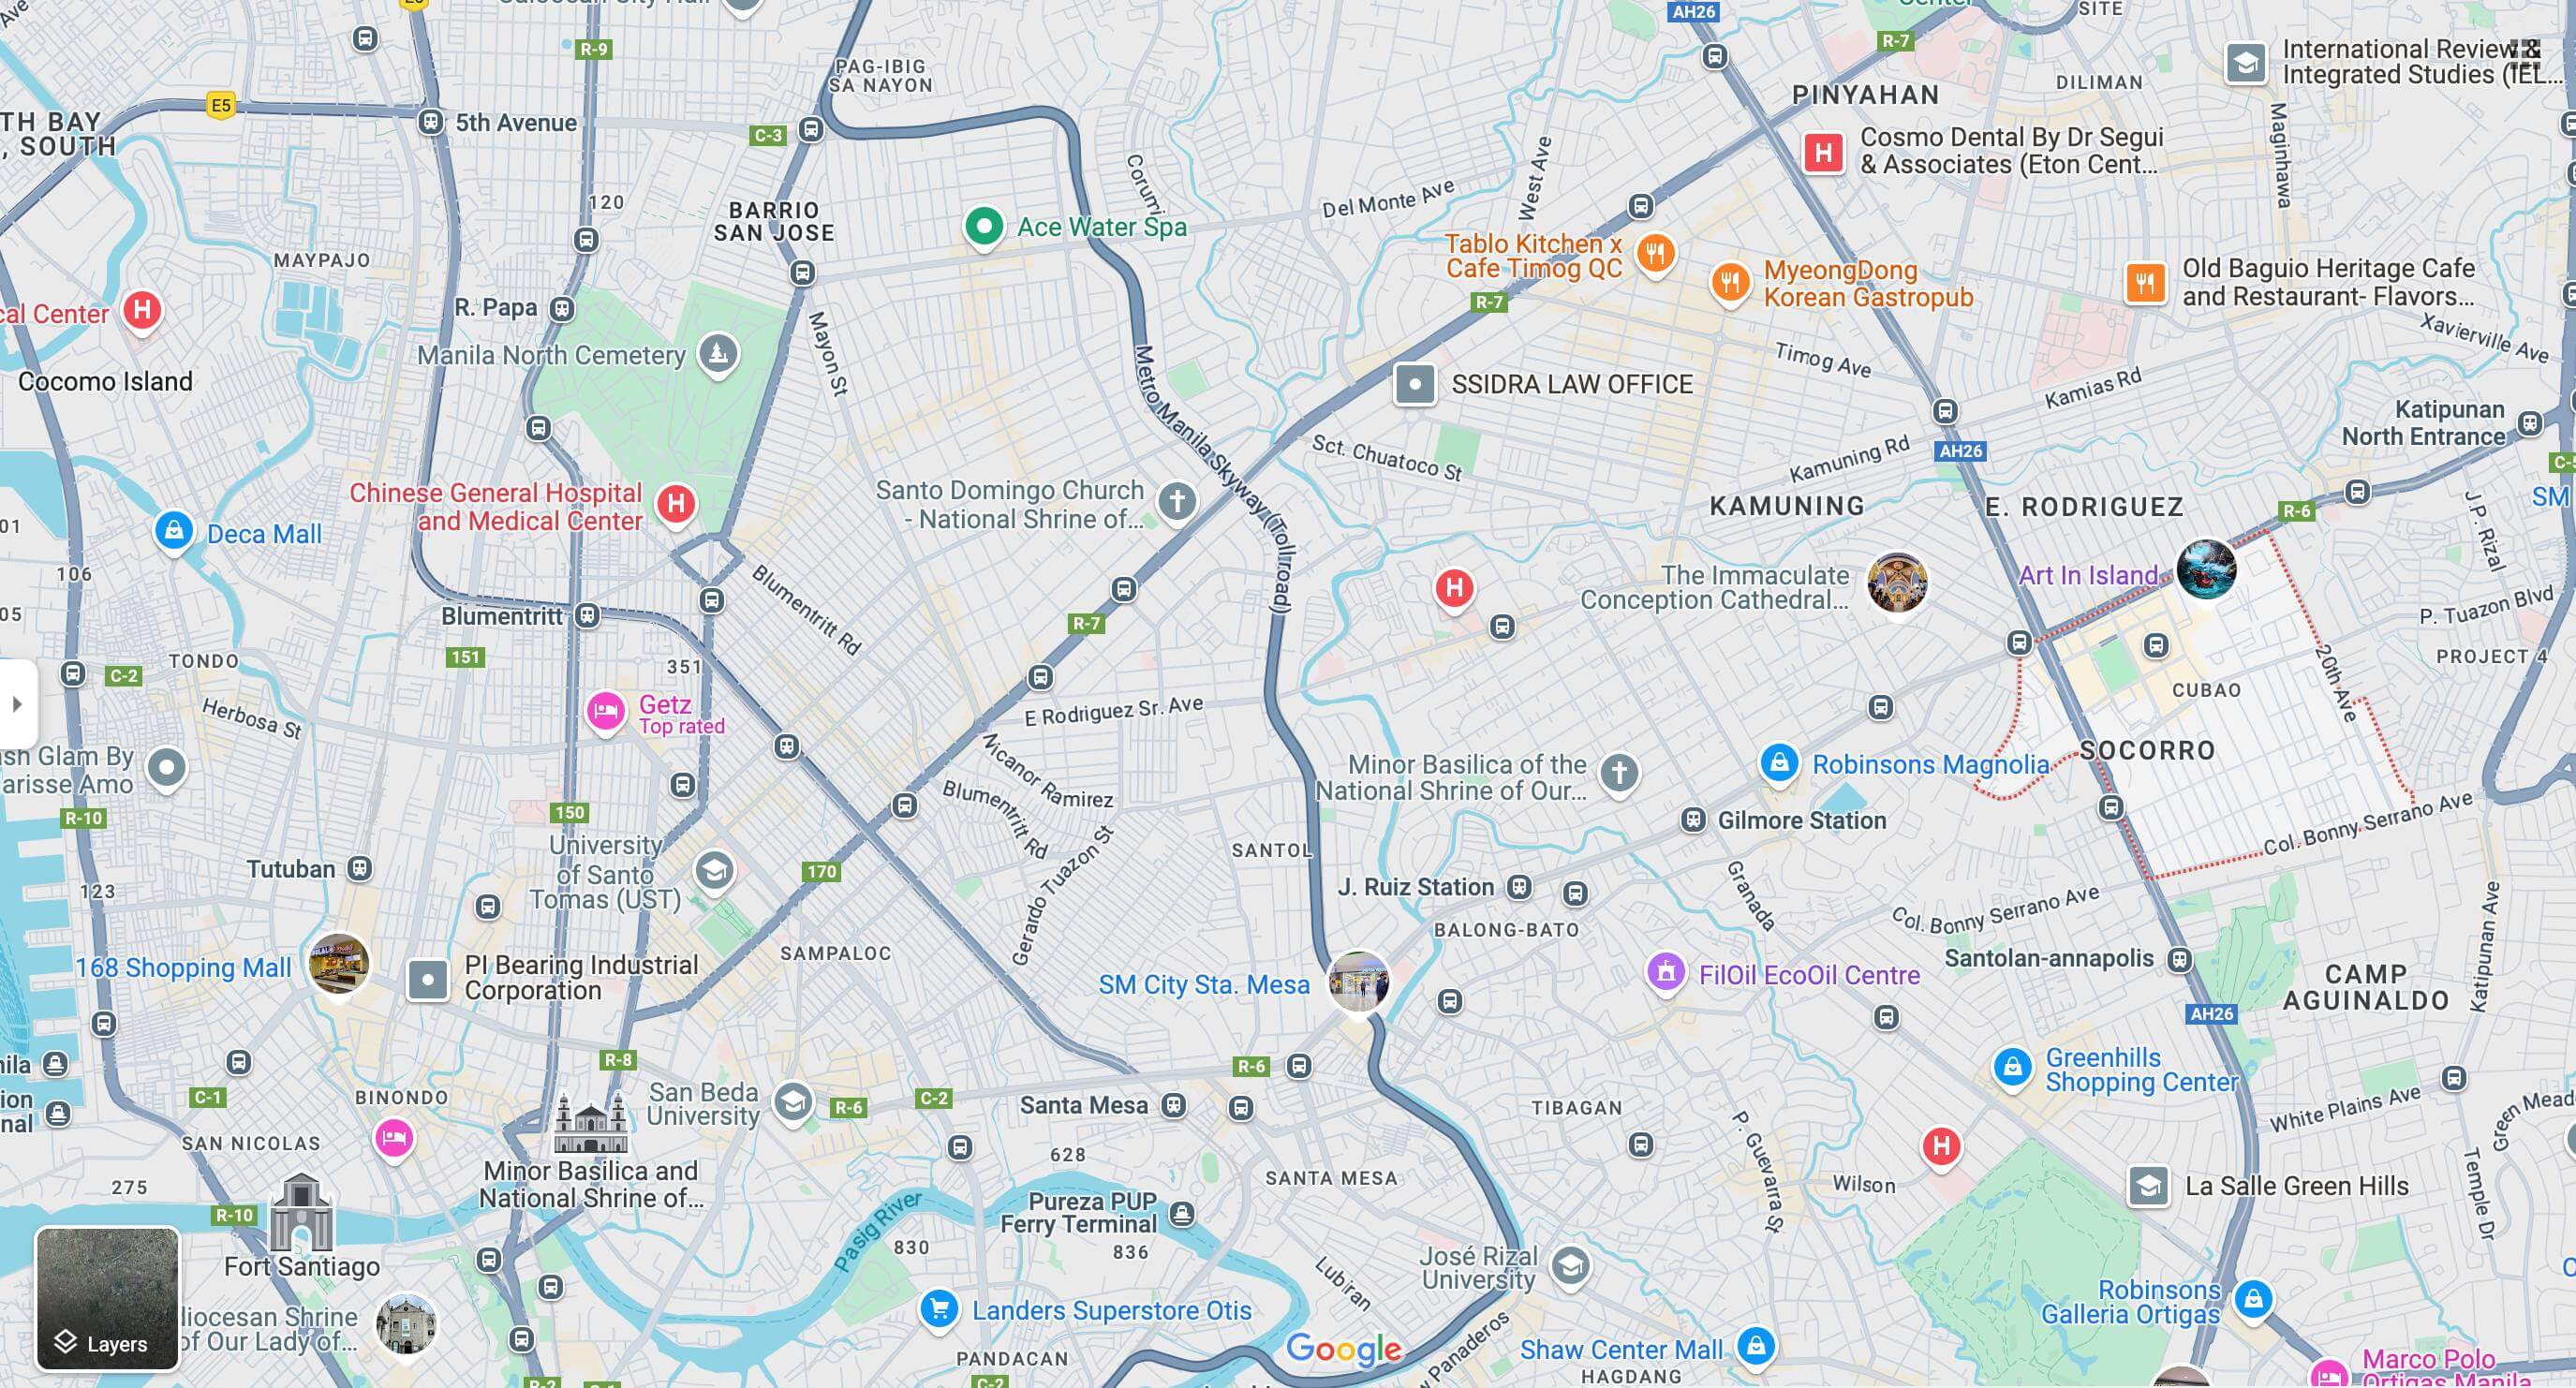 E5
R-9
PAG-IBIG
SA NAYON
AH26
R-7
SITE
International Review &
Integrated Studies (IEL...
DILIMAN
PINYAHAN
TH BAY
, SOUTH
E5
5th Avenue
C-3
Maginhawa
Cosmo Dental By Dr Segui
& Associates (Eton Cent...
120
BARRIO
SAN JOSE
Ace Water Spa
Corumi
Del Monte Ave
West Ave
Tablo Kitchen x
Cafe Timog QC
MyeongDong
Korean Gastropub
Old Baguio Heritage Cafe
and Restaurant- Flavors...
MAYPAJO
R. Papa
cal Center
Manila North Cemetery
Mayon St
R-7
Timog Ave
Xavierville Ave
Cocomo Island
Metro Manila Skyway (Tollroad)
SSIDRA LAW OFFICE
Kamias Rd
Katipunan
North Entrance
Sct. Chuatoco St
Kamuning Rd
AH26
Chinese General Hospital
and Medical Center
Santo Domingo Church
- National Shrine of...
KAMUNING
E. RODRIGUEZ
R-6
SM
J.P. Rizal
01
Deca Mall
106
The Immaculate
Conception Cathedral...
Art In Island
05
Blumentritt
Blumentritt Rd
R-7
P. Tuazon Blvd
TONDO
C-2
151
351
PROJECT 4
20th Ave
CUBAO
Herbosa St
Getz
Top rated
E Rodriguez Sr. Ave
SOCORRO
sh Glam By
arisse Amo
Nicanor Ramirez
Blumentritt Rd
Minor Basilica of the
National Shrine of Our...
Robinsons Magnolia
R-10
150
Gilmore Station
Col. Bonny Serrano Ave
University
of Santo
Tomas (UST)
Tutuban
170
Gerardo Tuazon St
SANTOL
J. Ruiz Station
Granada
123
BALONG-BATO
Col. Bonny Serrano Ave
Katipunan Ave
SAMPALOC
168 Shopping Mall
PI Bearing Industrial
Corporation
SM City Sta. Mesa
FilOil EcoOil Centre
Santolan-annapolis
CAMP
AGUINALDO
AH26
R-8
R-6
Greenhills
Shopping Center
C-1
BINONDO
San Beda
University
R-6
C-2
Santa Mesa
TIBAGAN
P. Guevarra St
White Plains Ave
Green Mead
SAN NICOLAS
628
Minor Basilica and
National Shrine of...
SANTA MESA
Wilson
La Salle Green Hills
Temple Dr
275
R-10
Pasig River
Pureza PUP
Ferry Terminal
830
836
Fort Santiago
José Rizal
University
Lubiran
Robinsons
Galleria Ortigas
Landers Superstore Otis
liocesan Shrine
of Our Lady of...
Layers
Google
Panaderos
Shaw Center Mall
PANDACAN
HAGDANG
Marco Polo
Ortigas Manila
R-2
C-2